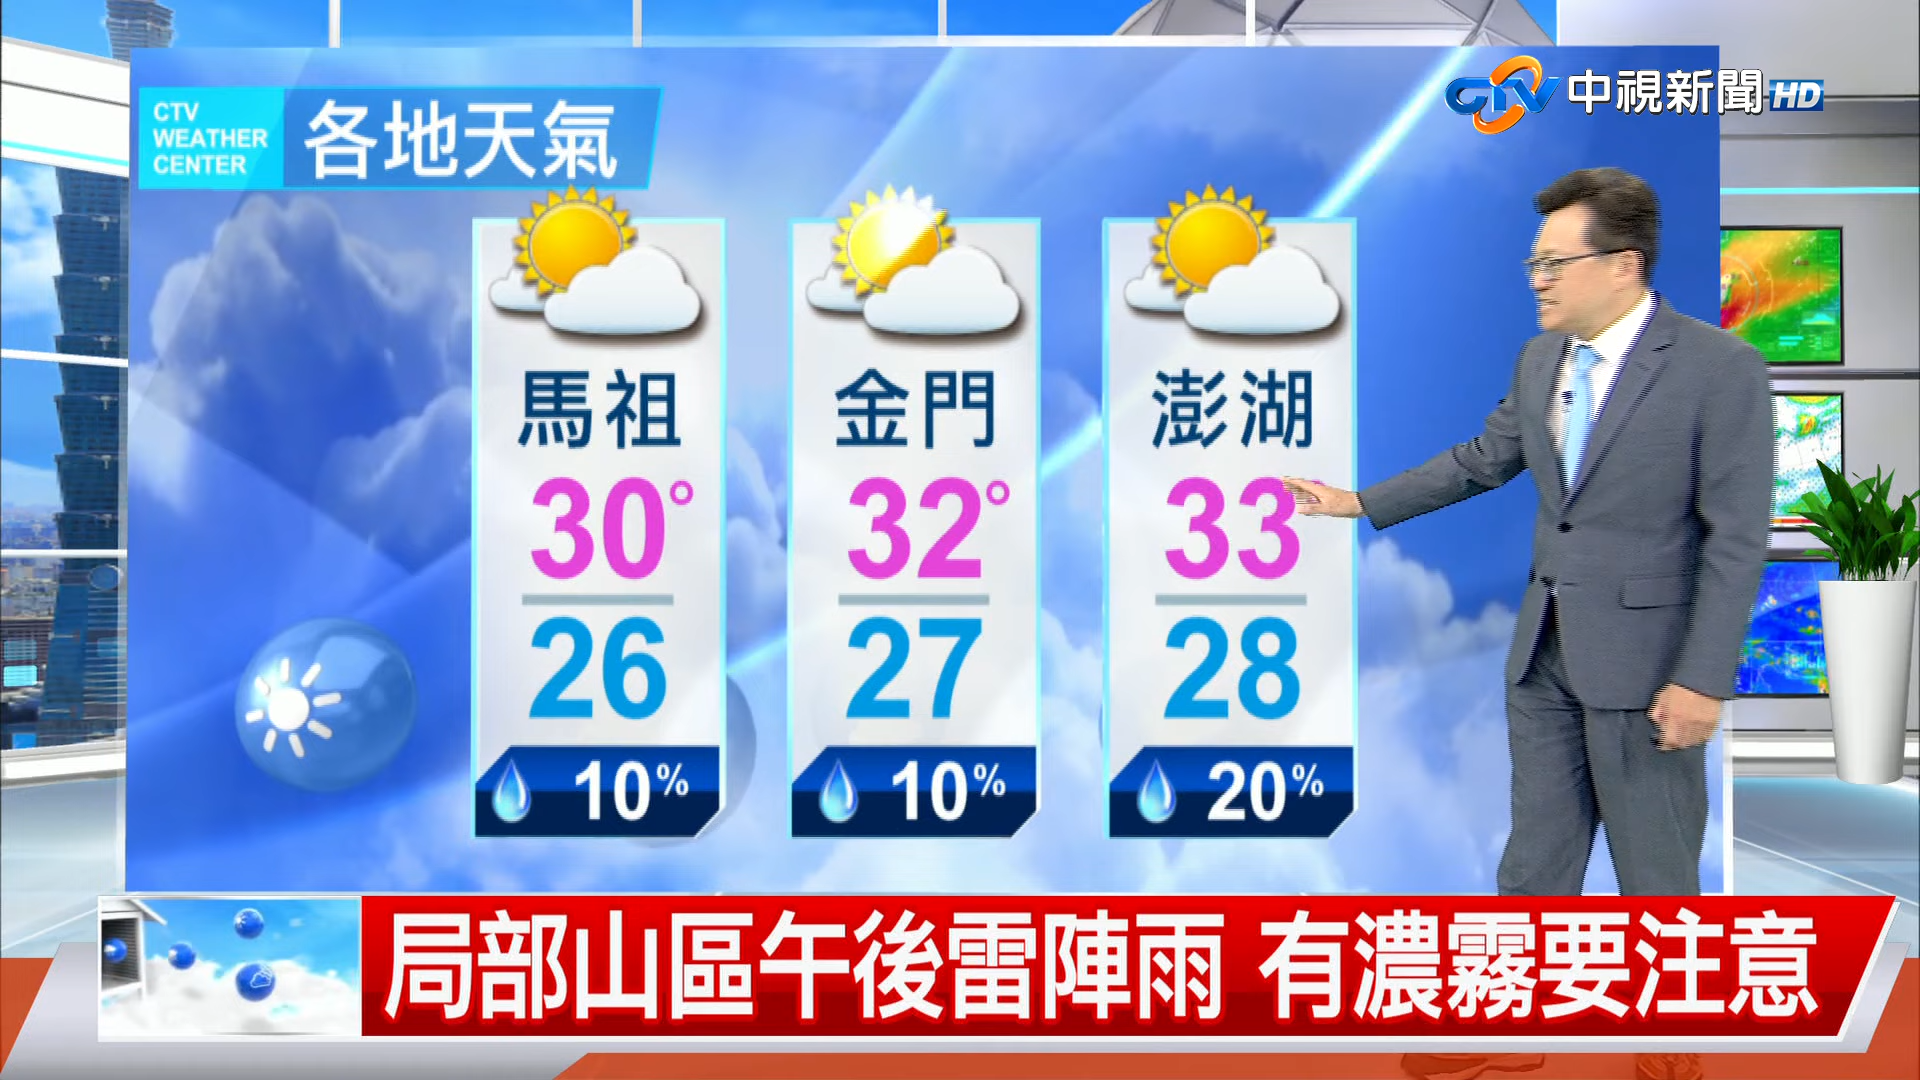 CTV
WEATHER
CENTER
各地天氣
CTV 中視新聞 HD
馬祖
30°
26
10%
金門
32°
27
10%
澎湖
33°
28
20%
局部山區午後雷陣雨 有濃霧要注意